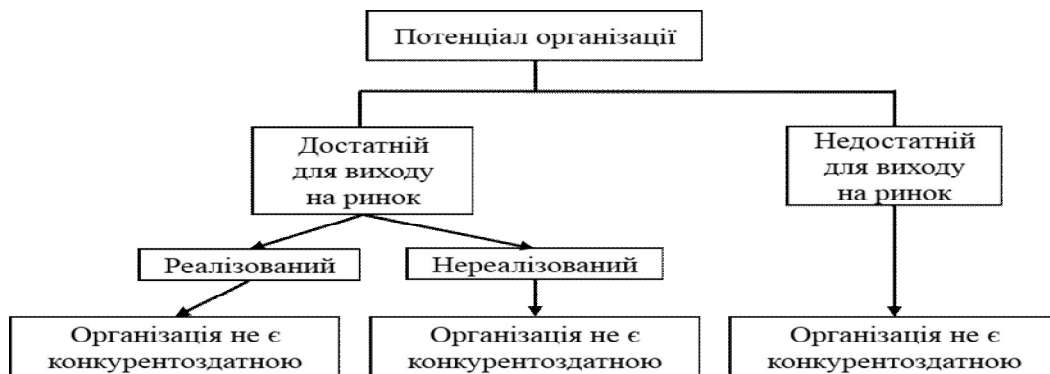 Потенціал організації
Достатній
для виходу
на ринок
Недостатній
для виходу
на ринок
Реалізований
Нереалізований
Організація не є
конкурентоздатною
Організація не є
конкурентоздатною
Організація не є
конкурентоздатною